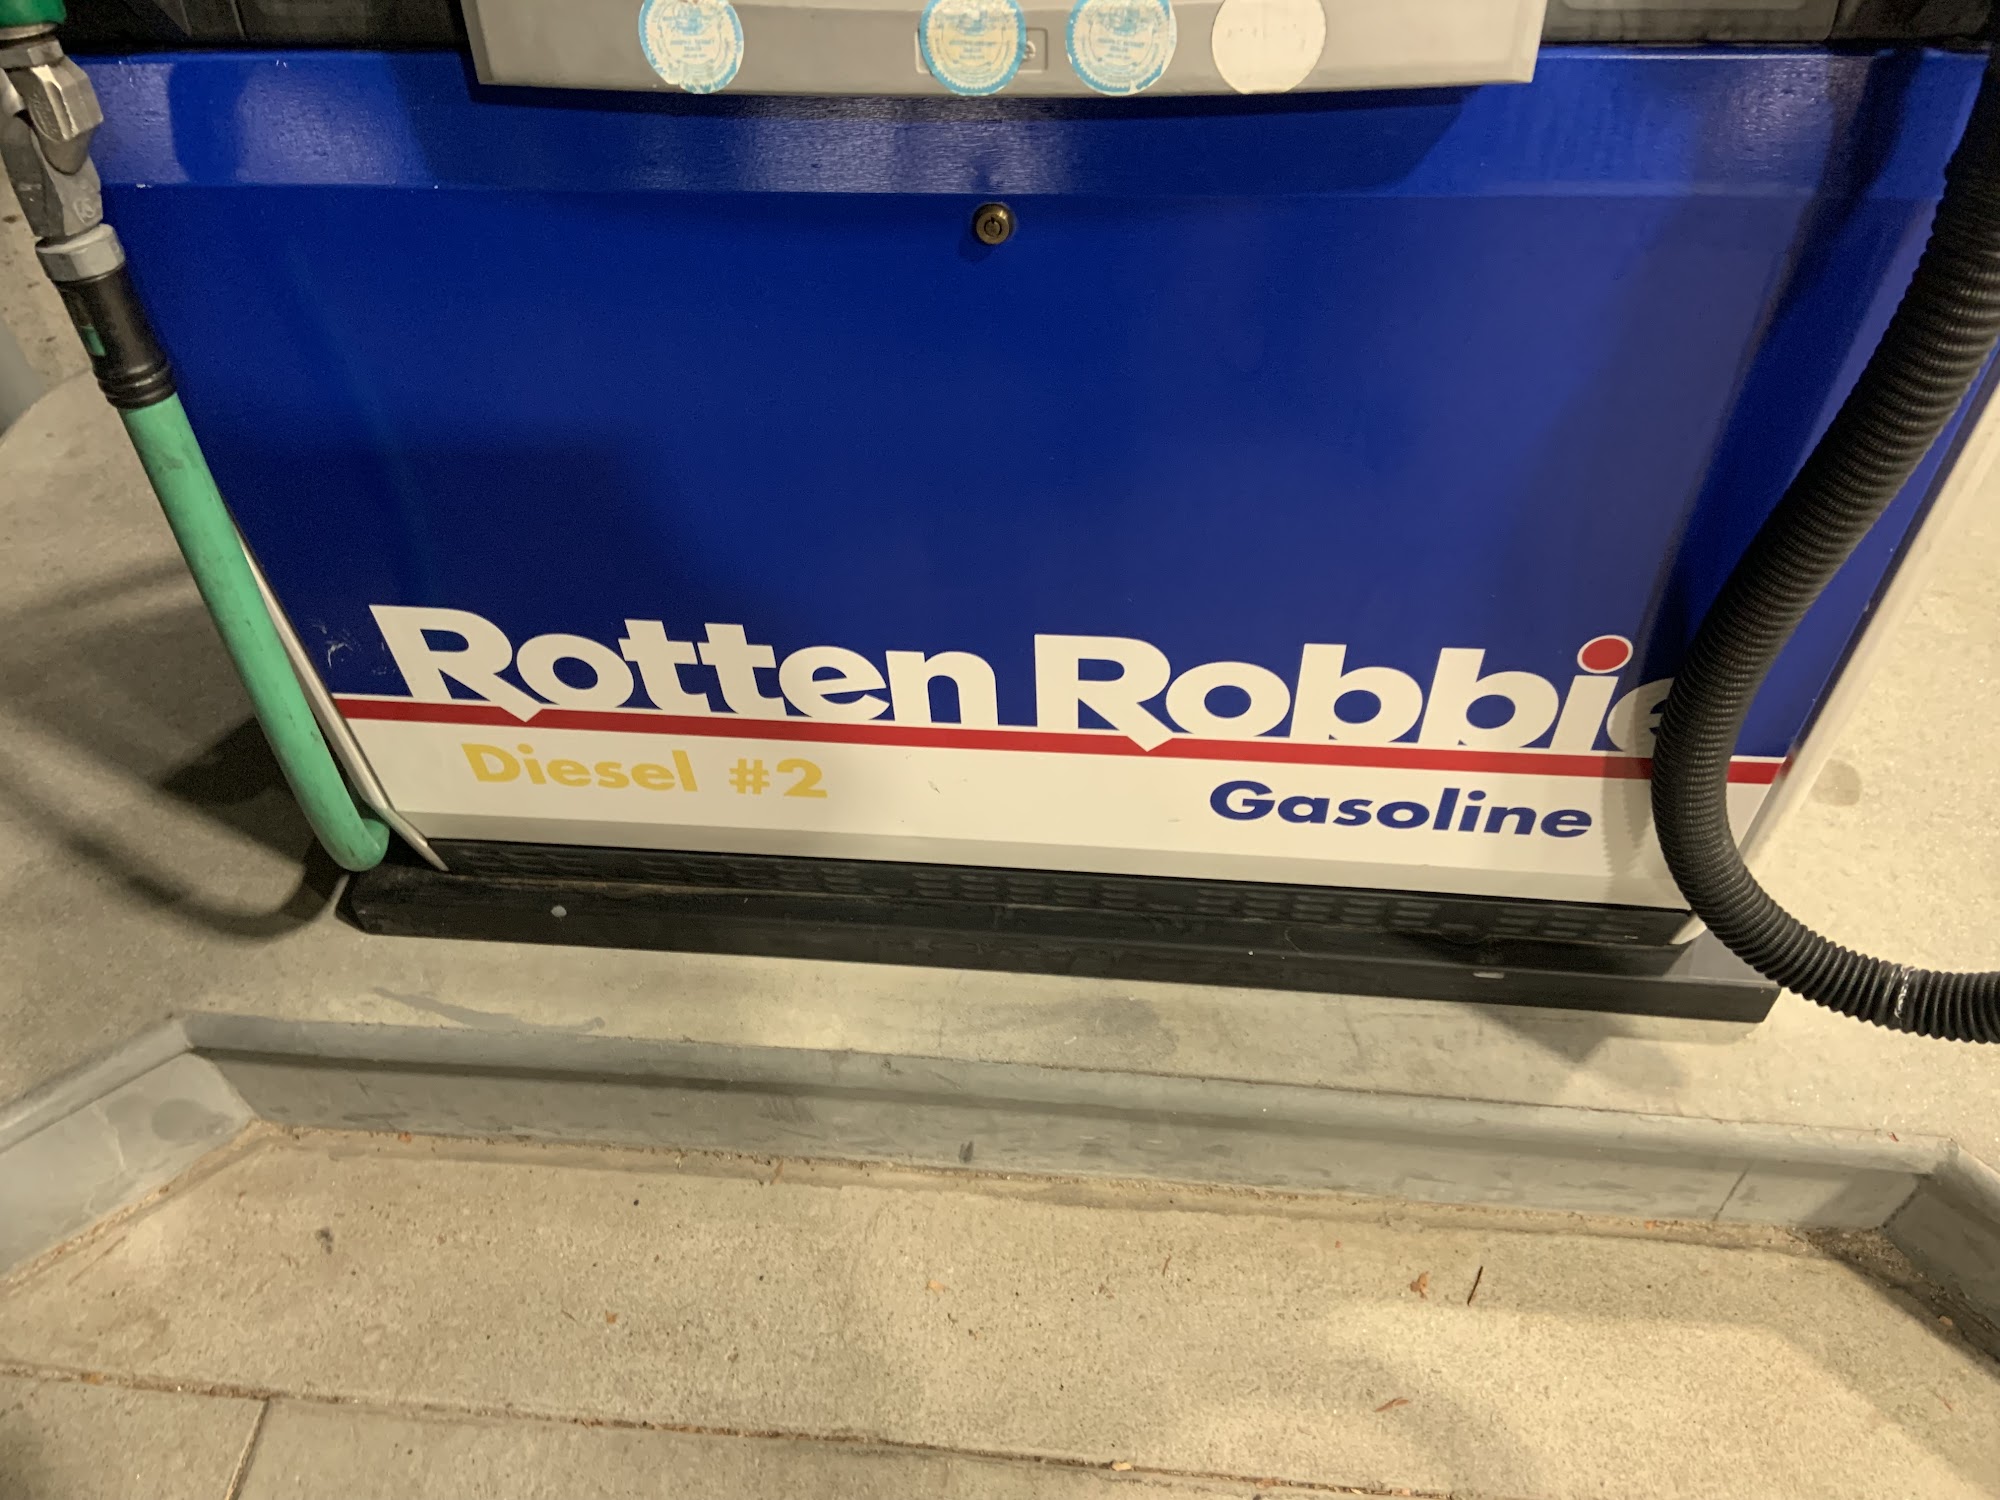 Rotten Robbie
Diesel #2
Gasoline